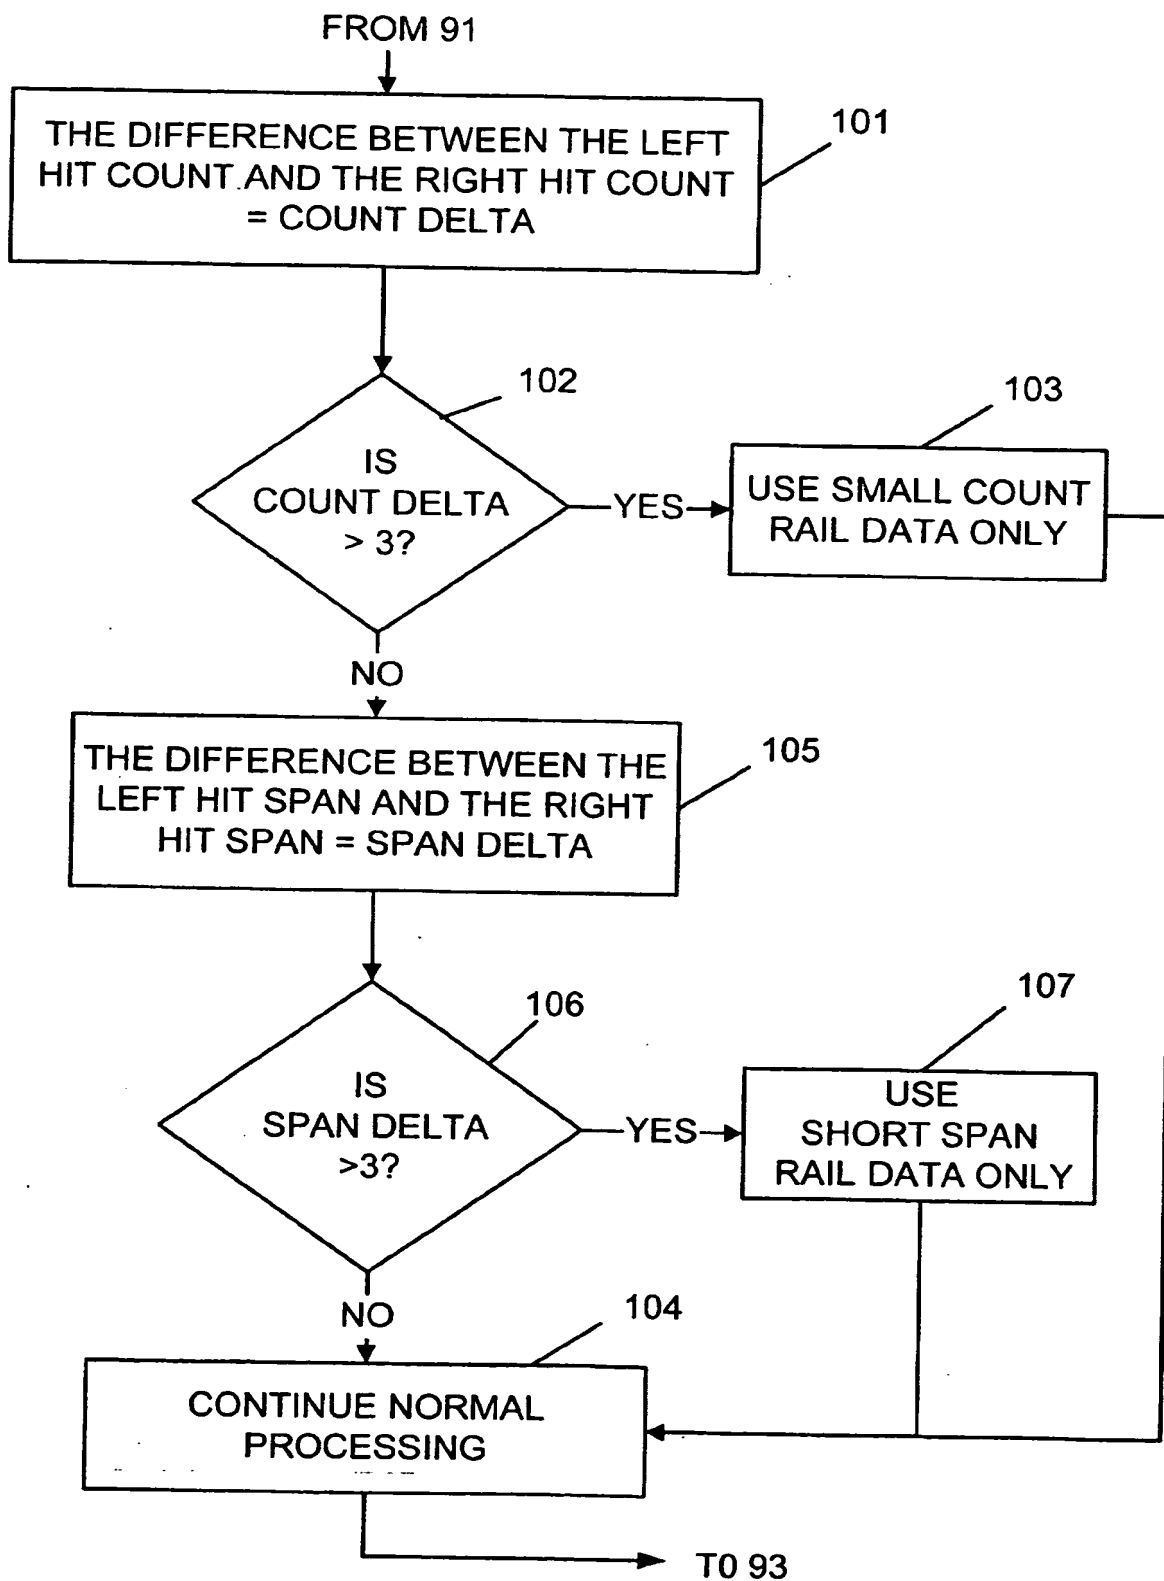 FROM 91
THE DIFFERENCE BETWEEN THE LEFT
HIT COUNT AND THE RIGHT HIT COUNT
= COUNT DELTA
101
102
IS
COUNT DELTA
> 3?
YES
103
USE SMALL COUNT
RAIL DATA ONLY
NO
THE DIFFERENCE BETWEEN THE
LEFT HIT SPAN AND THE RIGHT
HIT SPAN = SPAN DELTA
105
106
IS
SPAN DELTA
>3?
YES
107
USE
SHORT SPAN
RAIL DATA ONLY
NO
104
CONTINUE NORMAL
PROCESSING
T0 93